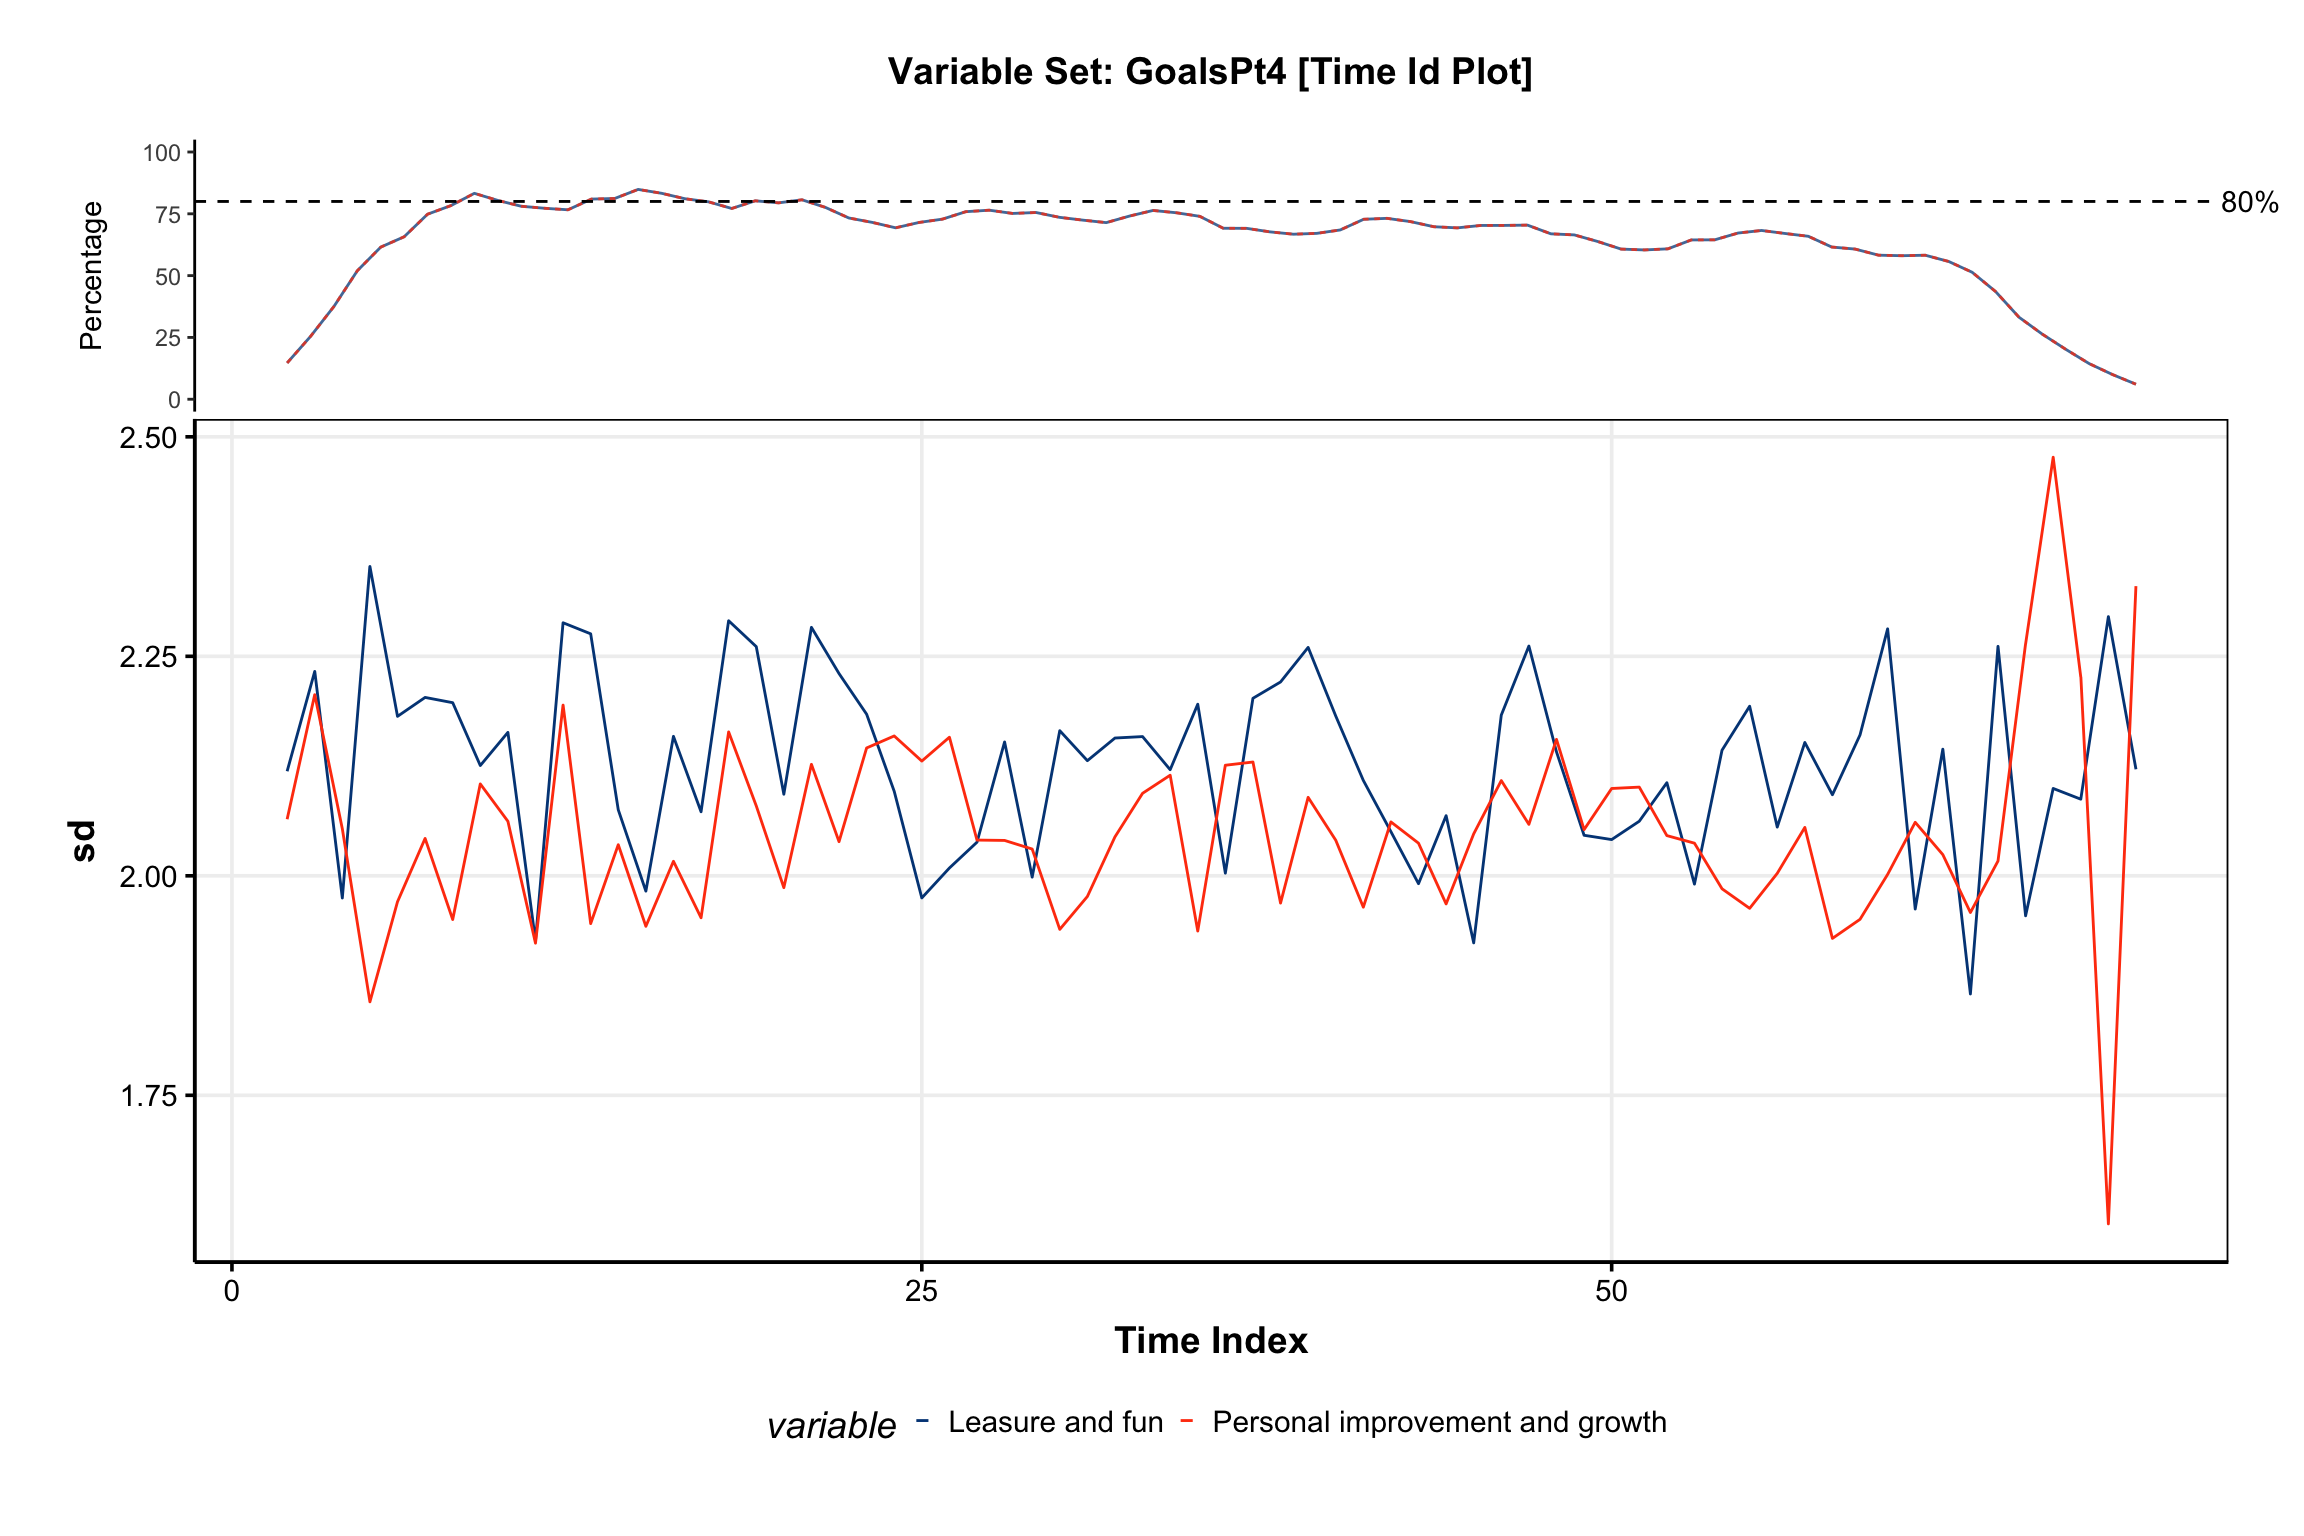 Variable Set: GoalsPt4 [Time Id Plot]
Percentage
100
75
50
25
0
80%
sd
2.50
2.25
2.00
1.75
0 25 50
Time Index
variable Leasure and fun Personal improvement and growth